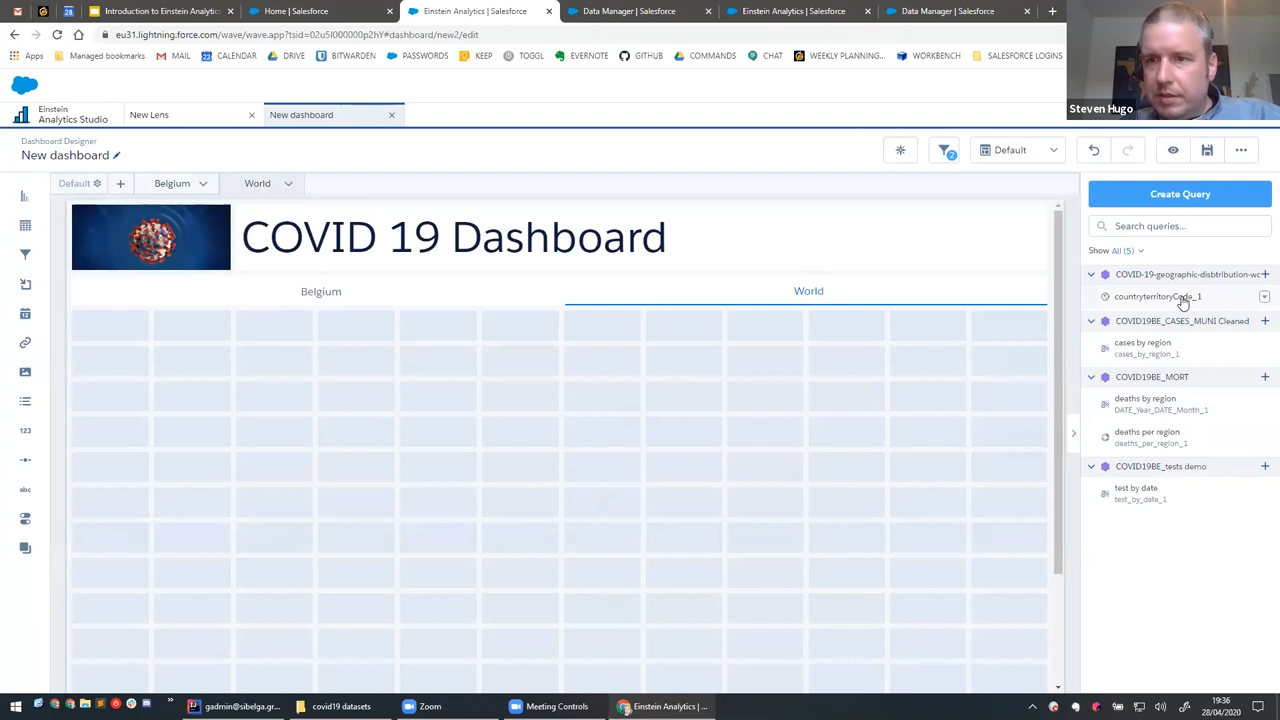 28
Introduction to Einstein Analytic
Home | Salesforce
Einstein Analytics | Salesforce
Data Manager | Salesforce
Einstein Analytics | Salesforce
Data Manager | Salesforce
eu31.lightning.force.com/wave/wave.app?tsid=02u5I000000p2hY#dashboard/new2/edit
Apps
Managed bookmarks
MAIL
CALENDAR
DRIVE
BITWARDEN
PASSWORDS
KEEP
TOGGL
EVERNOTE
GITHUB
COMMANDS
CHAT
WEEKLY PLANNING...
WORKBENCH
SALESFORCE LOGINS
Steven Hugo
Einstein
Analytics Studio
New Lens
New dashboard
Dashboard Designer
New dashboard
2
Default
Default
Belgium
World
COVID 19 Dashboard
Belgium
World
123
abc
Create Query
Search queries...
Show All (5)
COVID-19-geographic-disbtribution-wc
countryterritoryCode_1
COVID19BE_CASES_MUNI Cleaned
cases by region
cases_by_region_1
COVID19BE_MORT
deaths by region
DATE_Year_DATE_Month_1
deaths per region
deaths_per_region_1
COVID19BE_tests demo
test by date
test_by_date_1
gadmin@sibelga.gr...
covid19 datasets
Zoom
Meeting Controls
Einstein Analytics | ...
19:36
28/04/2020